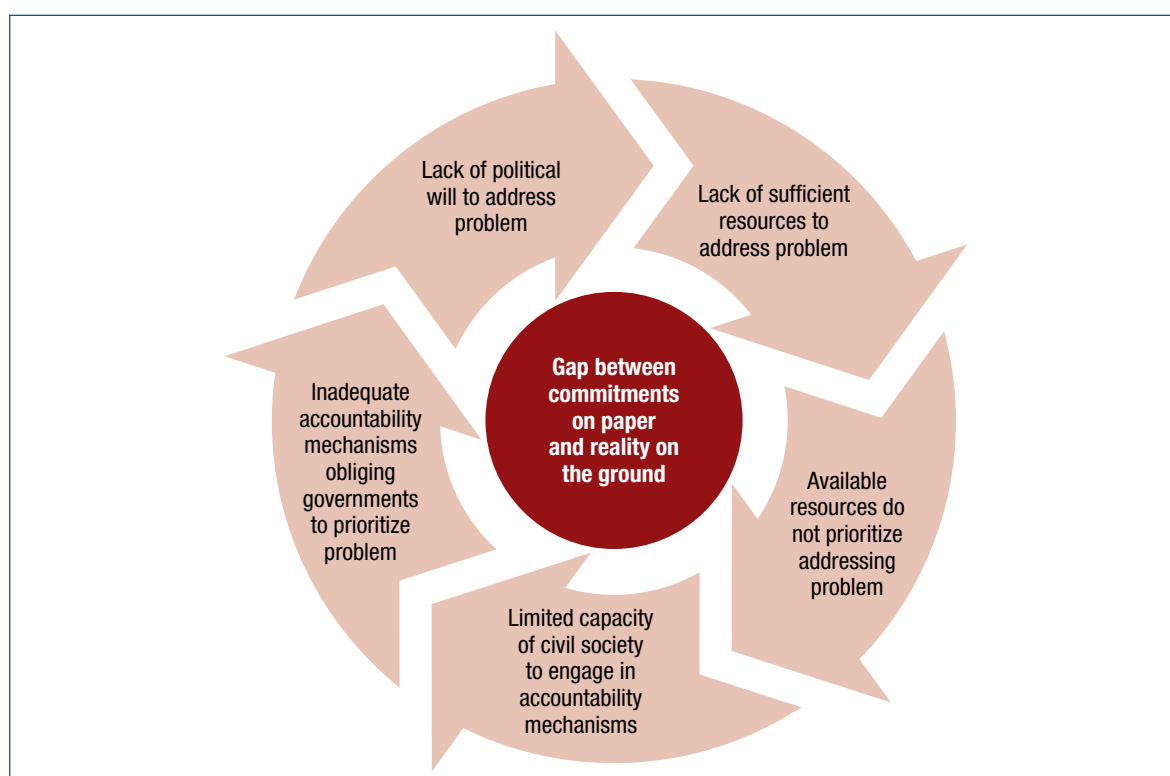 Lack of political
will to address
problem
Lack of sufficient
resources to
address problem
Available
resources do
not prioritize
addressing
problem
Limited capacity
of civil society
to engage in
accountability
mechanisms
Inadequate
accountability
mechanisms
obliging
governments
to prioritize
problem
Gap between
commitments
on paper
and reality on
the ground